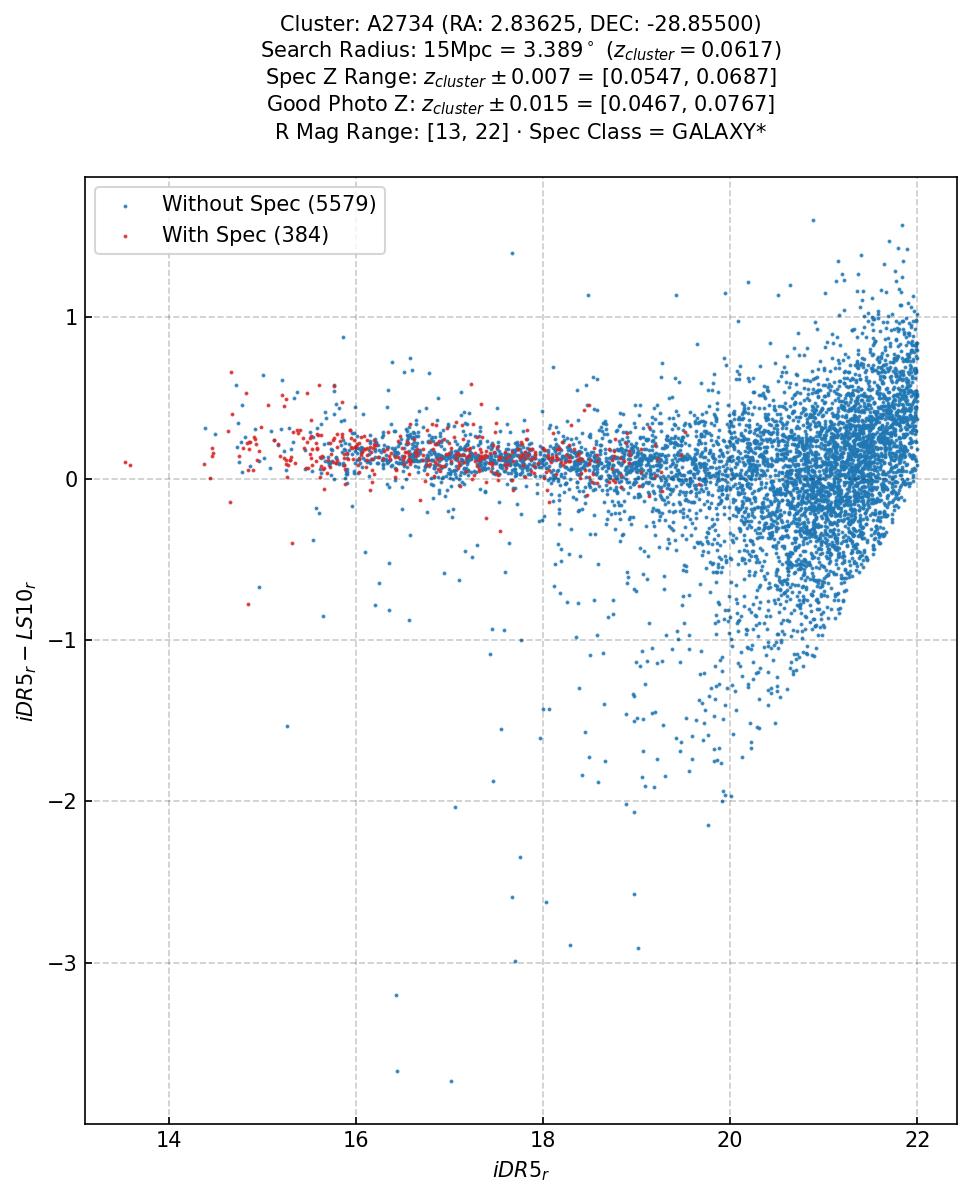 Cluster: A2734 (RA: 2.83625, DEC: -28.85500)
Search Radius: 15Mpc = 3.389° (z_cluster = 0.0617)
Spec Z Range: z_cluster ± 0.007 = [0.0547, 0.0687]
Good Photo Z: z_cluster ± 0.015 = [0.0467, 0.0767]
R Mag Range: [13, 22] · Spec Class = GALAXY*
Without Spec (5579)
With Spec (384)
1
0
−1
−2
−3
iDR5_r − LS10_r
14 16 18 20 22
iDR5_r